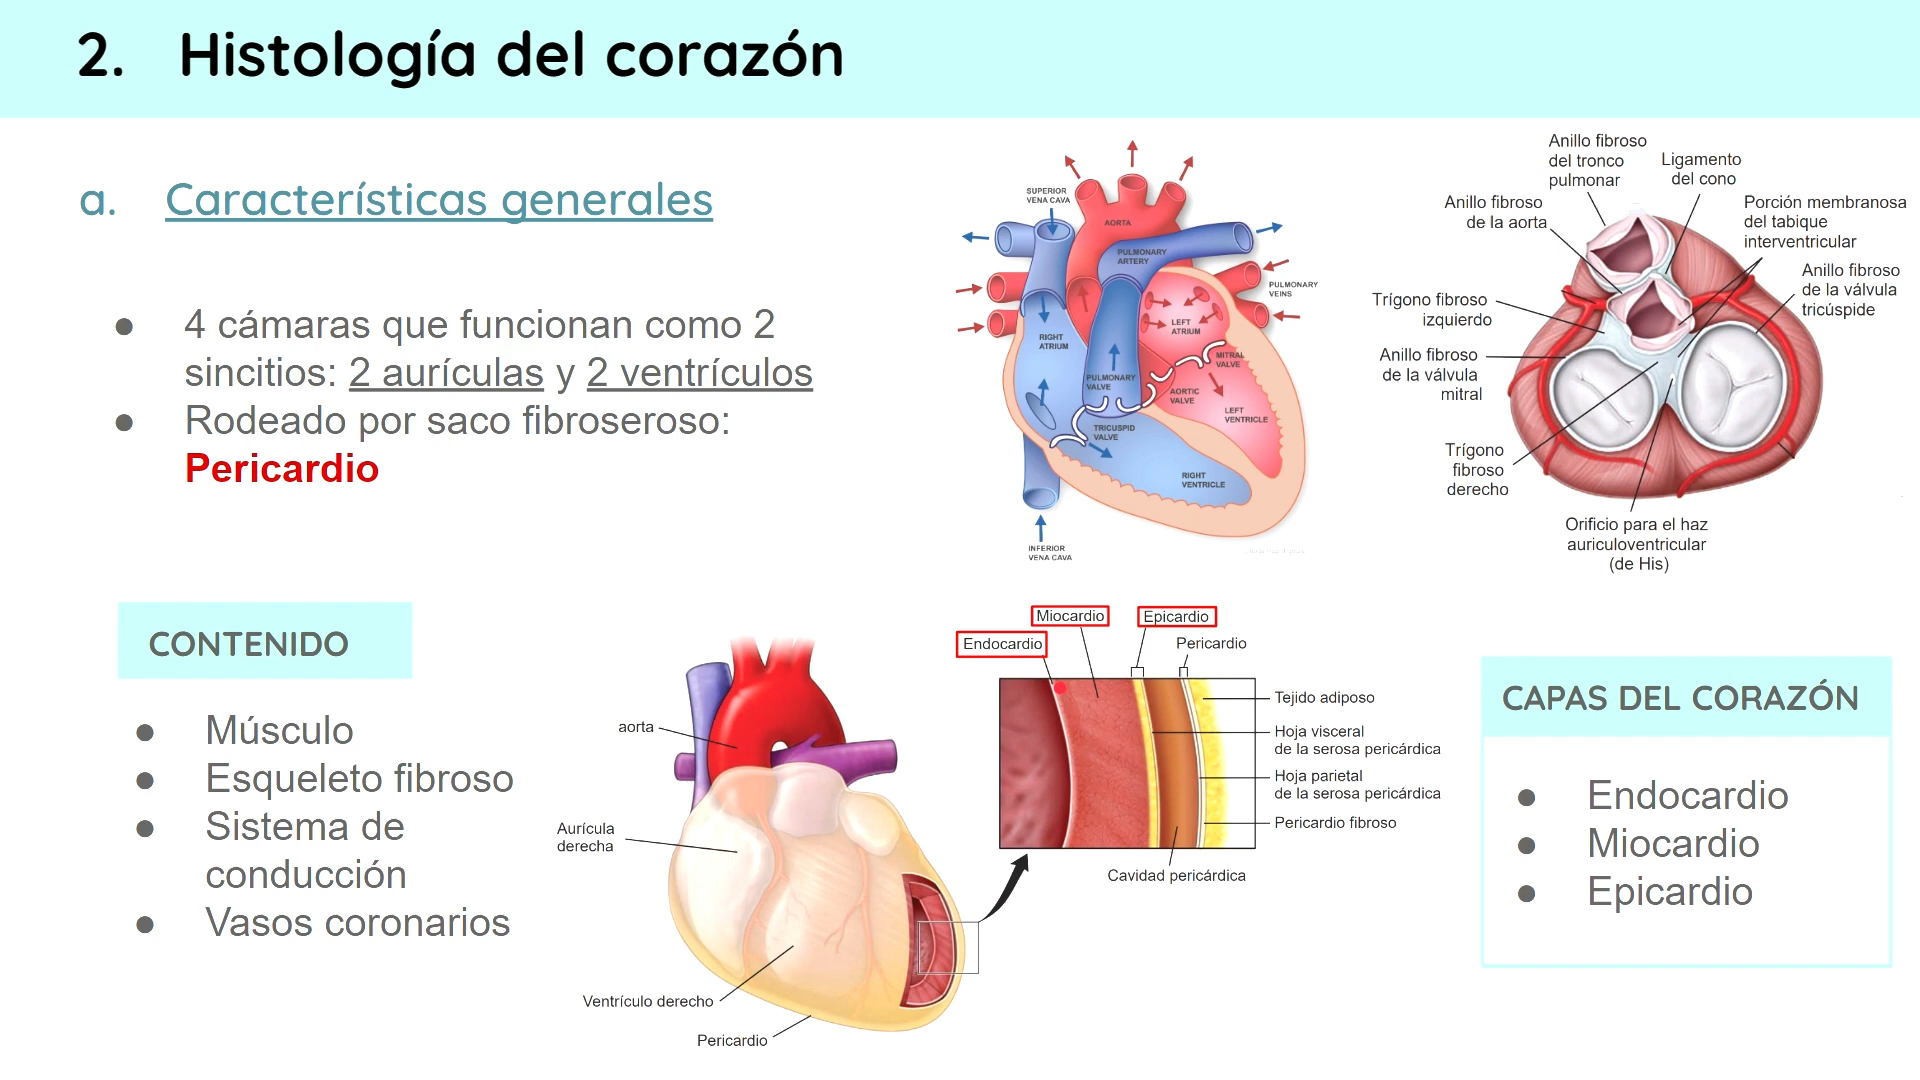 2. Histología del corazón
a. Características generales
● 4 cámaras que funcionan como 2
sincitios: 2 aurículas y 2 ventrículos
● Rodeado por saco fibroseroso:
Pericardio
SUPERIOR
VENA CAVA
AORTA
PULMONARY
ARTERY
PULMONARY
VEINS
LEFT
ATRIUM
RIGHT
ATRIUM
MITRAL
VALVE
PULMONARY
VALVE
AORTIC
VALVE
LEFT
VENTRICLE
TRICUSPID
VALVE
RIGHT
VENTRICLE
INFERIOR
VENA CAVA
Anillo fibroso
del tronco
pulmonar
Ligamento
del cono
Anillo fibroso
de la aorta
Porción membranosa
del tabique
interventricular
Anillo fibroso
de la válvula
tricúspide
Trígono fibroso
izquierdo
Anillo fibroso
de la válvula
mitral
Trígono
fibroso
derecho
Orificio para el haz
auriculoventricular
(de His)
CONTENIDO
● Músculo
● Esqueleto fibroso
● Sistema de
conducción
● Vasos coronarios
aorta
Aurícula
derecha
Ventrículo derecho
Pericardio
Miocardio
Epicardio
Endocardio
Pericardio
Tejido adiposo
Hoja visceral
de la serosa pericárdica
Hoja parietal
de la serosa pericárdica
Pericardio fibroso
Cavidad pericárdica
CAPAS DEL CORAZÓN
● Endocardio
● Miocardio
● Epicardio